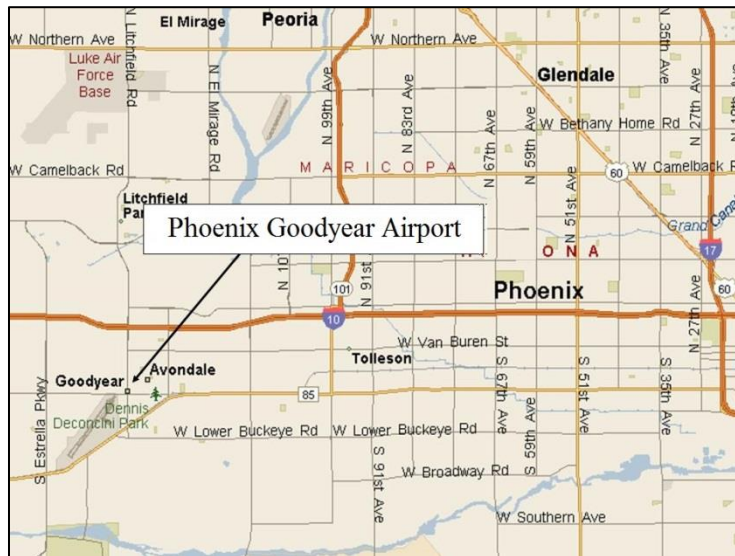 El Mirage
Peoria
W Northern Ave
W Northern Ave
N Litchfield Rd
Luke Air
Force
Base
N El Mirage Rd
N 99th Ave
N 83rd Ave
Glendale
N 35th Ave
N 27th Ave
W Bethany Home Rd
N 67th Ave
N 59th Ave
W Camelback Rd
MARICOPA
60
W Camelback Rd
Litchfield
Phoenix Goodyear Airport
N 51st Ave
Grand Canal
ONA
17
N 91st
101
Phoenix
60
10
N 27th Ave
W Van Buren St
Tolleson
Avondale
Goodyear
85
Dennis
Deconcini Park
S Estrella Pkwy
S 67th Ave
S 51st Ave
S 35th Ave
W Lower Buckeye Rd
W Lower Buckeye Rd
S 91st Ave
S 59th Ave
W Broadway Rd
W Southern Ave